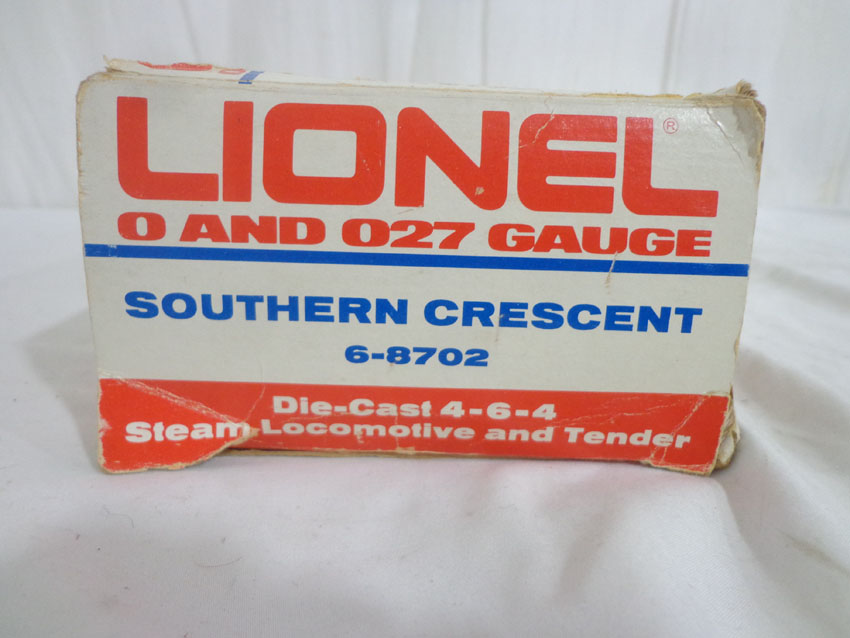 LIONEL®
O AND O27 GAUGE
SOUTHERN CRESCENT
6-8702
Die-Cast 4-6-4
Steam Locomotive and Tender